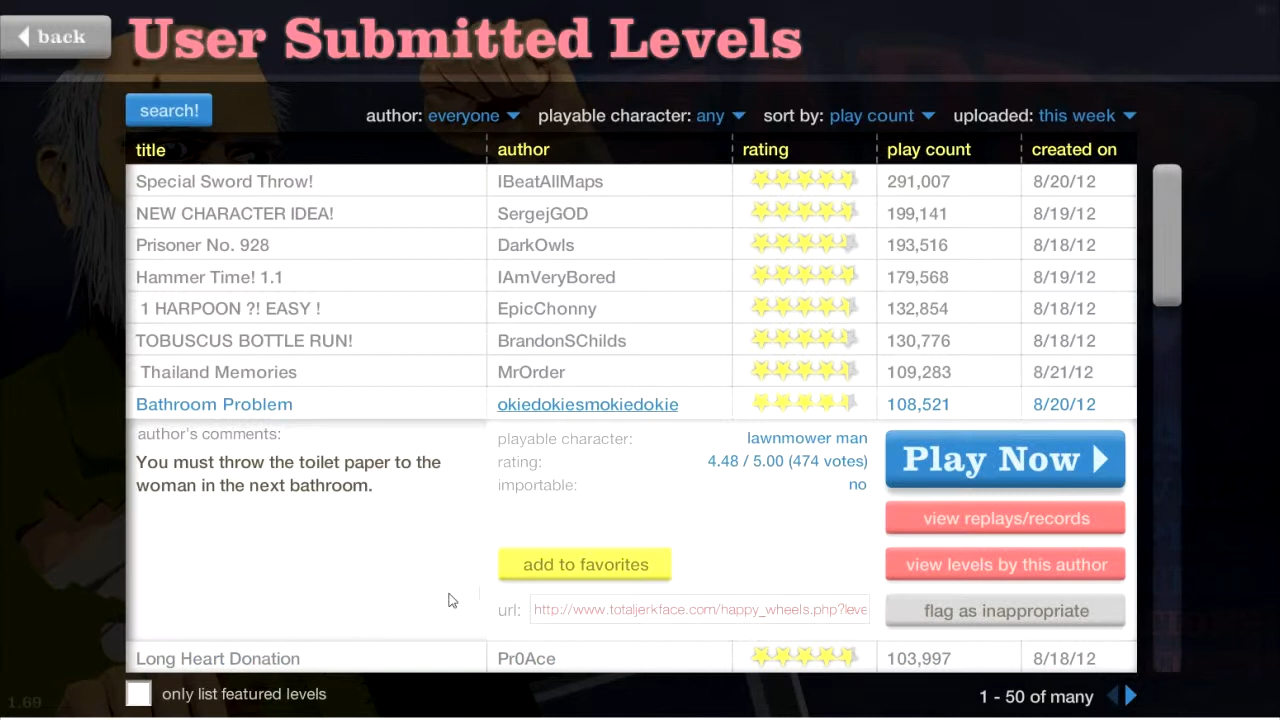 back
User Submitted Levels
search!
author: everyone playable character: any sort by: play count uploaded: this week
title author rating play count created on
Special Sword Throw! IBeatAllMaps 291,007 8/20/12
NEW CHARACTER IDEA! SergejGOD 199,141 8/19/12
Prisoner No. 928 DarkOwls 193,516 8/18/12
Hammer Time! 1.1 IAmVeryBored 179,568 8/19/12
1 HARPOON ?! EASY ! EpicChonny 132,854 8/18/12
TOBUSCUS BOTTLE RUN! BrandonSChilds 130,776 8/18/12
Thailand Memories MrOrder 109,283 8/21/12
Bathroom Problem okiedokiesmokiedokie 108,521 8/20/12
author's comments:
You must throw the toilet paper to the
woman in the next bathroom.
playable character: lawnmower man
rating: 4.48 / 5.00 (474 votes)
importable: no
add to favorites
url: http://www.totaljerkface.com/happy_wheels.php?leve
Play Now
view replays/records
view levels by this author
flag as inappropriate
Long Heart Donation Pr0Ace 103,997 8/18/12
only list featured levels
1 - 50 of many
1.69